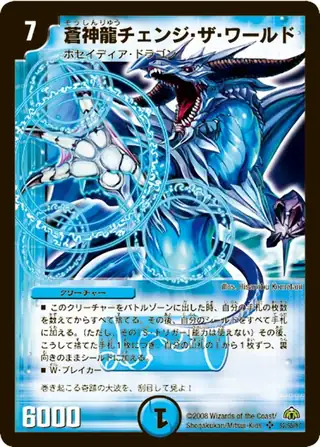 そうしんりゅう
7
蒼神龍チェンジ・ザ・ワールド
ポセイディア・ドラゴン
クリーチャー
■ このクリーチャーをバトルゾーンに出した時、自分の手札の枚数
を数えてからすべて捨てる。その後、自分のシールドをすべて手札
に加える。(ただし、その「S・トリガー」能力は使えない)その後、
こうして捨てた手札1枚につき、自分の山札の上から1枚ずつ、裏
向きのままシールドに加える。
■ W・ブレイカー
巻き起こる奇跡の大波を、刮目して見よ!
6000
1
©2008 Wizards of the Coast/
Shogakukan/Mitsui-Kids